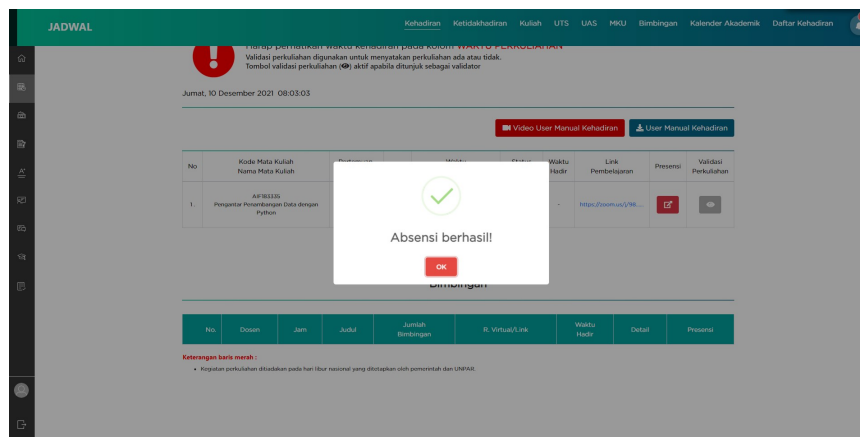 JADWAL
Kehadiran Ketidakhadiran Kuliah UTS UAS MKU Bimbingan Kalender Akademik Daftar Kehadiran
Harap perhatikan waktu kehadiran pada kolom WAKTU PERKULIAHAN
Validasi perkuliahan digunakan untuk menyatakan perkuliahan ada atau tidak.
Tombol validasi perkuliahan () aktif apabila ditunjuk sebagai validator
Jumat, 10 Desember 2021 08:03:03
Video User Manual Kehadiran User Manual Kehadiran
No Kode Mata Kuliah Pertemuan Waktu Status Waktu Link Presensi Validasi
Nama Mata Kuliah Hadir Pembelajaran Perkuliahan
1. AIF183335 - https://zoom.us/j/98...
Pengantar Penambangan Data dengan
Python
Absensi berhasil!
OK
Bimbingan
No. Dosen Jam Judul Jumlah R. Virtual/Link Waktu Detail Presensi
Bimbingan Hadir
Keterangan baris merah :
Kegiatan perkuliahan ditiadakan pada hari libur nasional yang ditetapkan oleh pemerintah dan UNPAR.